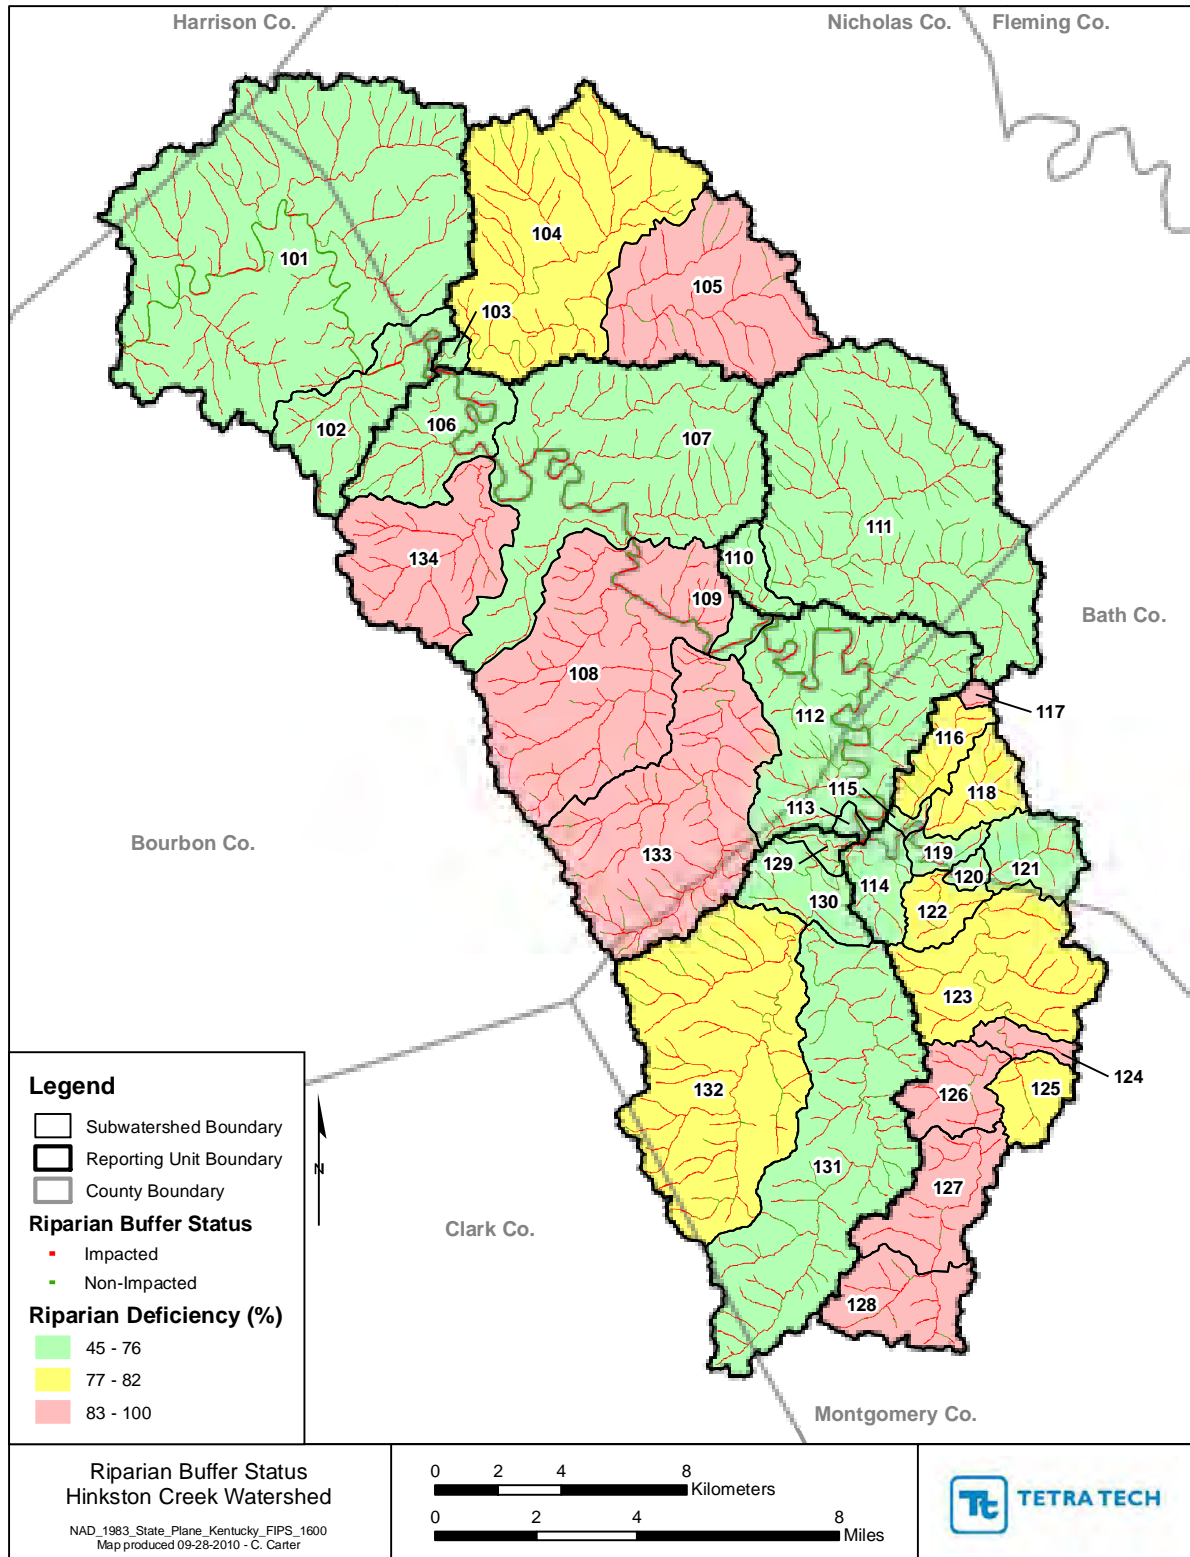 Harrison Co.
Nicholas Co.
Fleming Co.
104
101
105
103
102
106
107
111
110
134
109
Bath Co.
108
117
112
116
118
115
113
Bourbon Co.
133
119
129
121
120
114
130
122
123
124
132
126
125
131
127
Clark Co.
128
Montgomery Co.
Legend
Subwatershed Boundary
Reporting Unit Boundary
County Boundary
Riparian Buffer Status
Impacted
Non-Impacted
Riparian Deficiency (%)
45 - 76
77 - 82
83 - 100
N
Riparian Buffer Status
Hinkston Creek Watershed
NAD_1983_State_Plane_Kentucky_FIPS_1600
Map produced 09-28-2010 - C. Carter
0 2 4 8
Kilometers
0 2 4 8
Miles
Tt TETRA TECH